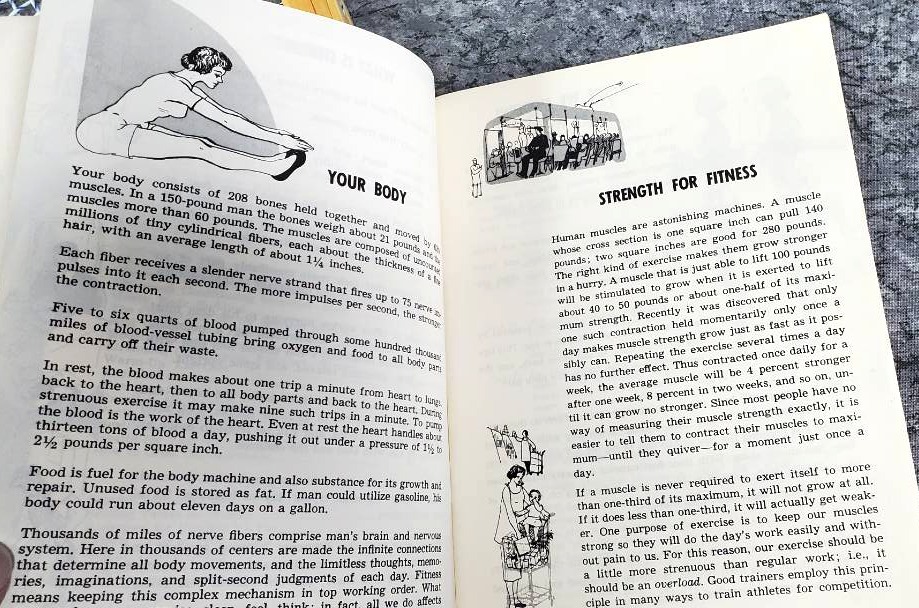 YOUR BODY
Your body consists of 208 bones held together and moved by
muscles. In a 150-pound man the bones weigh about 21 pounds and the
muscles more than 60 pounds. The muscles are composed of
millions of tiny cylindrical fibers, each about the thickness of a
hair, with an average length of about 1¼ inches.
Each fiber receives a slender nerve strand that fires up to 75 nerve
pulses into it each second. The more impulses per second, the stronger
the contraction.
Five to six quarts of blood pumped through some hundred thousand
miles of blood-vessel tubing bring oxygen and food to all body parts
and carry off their waste.
In rest, the blood makes about one trip a minute from heart to lungs,
back to the heart, then to all body parts and back to the heart. During
strenuous exercise it may make nine such trips in a minute. To pump
the blood is the work of the heart. Even at rest the heart handles about
thirteen tons of blood a day, pushing it out under a pressure of 1½ to
2½ pounds per square inch.
Food is fuel for the body machine and also substance for its growth and
repair. Unused food is stored as fat. If man could utilize gasoline, his
body could run about eleven days on a gallon.
Thousands of miles of nerve fibers comprise man's brain and nervous
system. Here in thousands of centers are made the infinite connections
that determine all body movements, and the limitless thoughts, memo-
ries, imaginations, and split-second judgments of each day. Fitness
means keeping this complex mechanism in top working order. What
sleep, feel, think; in fact, all we do affects
STRENGTH FOR FITNESS
Human muscles are astonishing machines. A muscle
whose cross section is one square inch can pull 140
pounds; two square inches are good for 280 pounds.
The right kind of exercise makes them grow stronger
in a hurry. A muscle that is just able to lift 100 pounds
will be stimulated to grow when it is exerted to lift
about 40 to 50 pounds or about one-half of its maxi-
mum strength. Recently it was discovered that only
one such contraction held momentarily only once a
day makes muscle strength grow just as fast as it pos-
sibly can. Repeating the exercise several times a day
has no further effect. Thus contracted once daily for a
week, the average muscle will be 4 percent stronger
after one week, 8 percent in two weeks, and so on, un-
til it can grow no stronger. Since most people have no
way of measuring their muscle strength exactly, it is
easier to tell them to contract their muscles to maxi-
mum—until they quiver—for a moment just once a
day.
If a muscle is never required to exert itself to more
than one-third of its maximum, it will not grow at all.
If it does less than one-third, it will actually get weak-
er. One purpose of exercise is to keep our muscles
strong so they will do the day's work easily and with-
out pain to us. For this reason, our exercise should be
a little more strenuous than regular work; i.e., it
should be an overload. Good trainers employ this prin-
ciple in many ways to train athletes for competition.